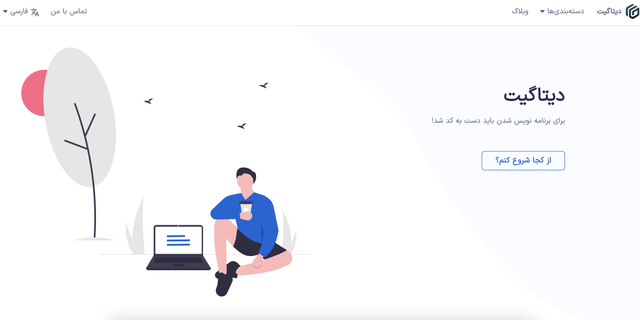 دیتاگیت
دسته‌بندی‌ها
وبلاگ
تماس با من
فارسی
دیتاگیت
برای برنامه نویس شدن باید دست به کد شد!
از کجا شروع کنم؟